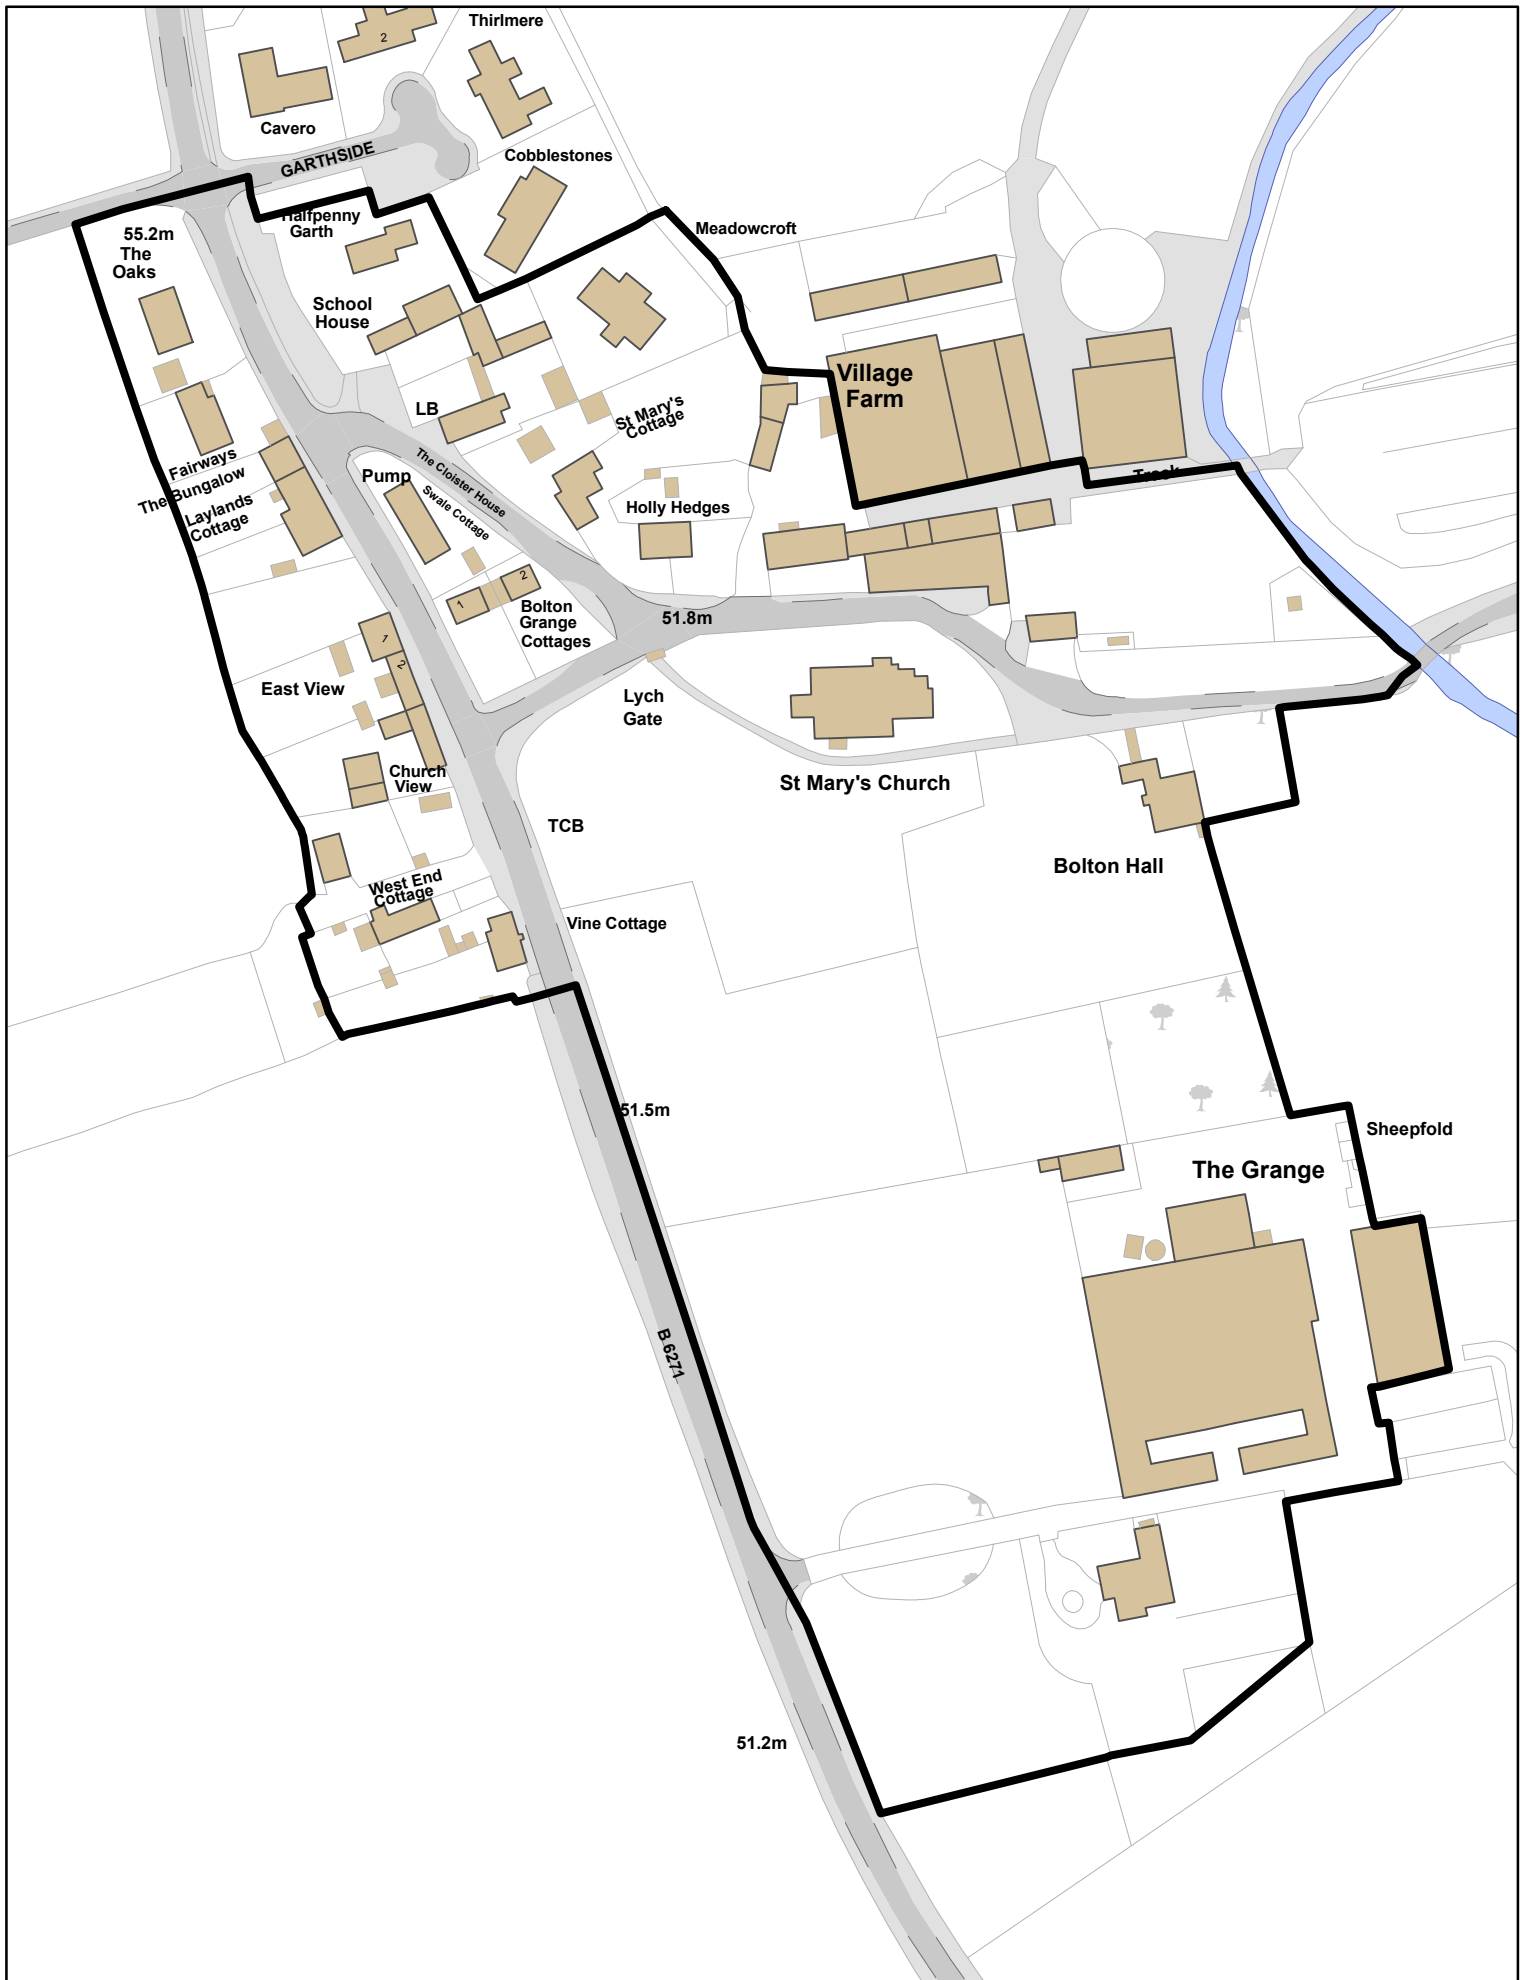 Thirlmere
2
Cavero
GARTHSIDE
Cobblestones
Halfpenny
Garth
Meadowcroft
55.2m
The
Oaks
School
House
Village
Farm
LB
St Mary's
Cottage
Fairways
The Bungalow
Laylands
Cottage
Pump
The Cloister House
Swale Cottage
Track
Holly Hedges
1
2
Bolton
Grange
Cottages
51.8m
1
2
East View
Lych
Gate
Church
View
St Mary's Church
TCB
Bolton Hall
West End
Cottage
Vine Cottage
51.5m
Sheepfold
The Grange
B 6271
51.2m